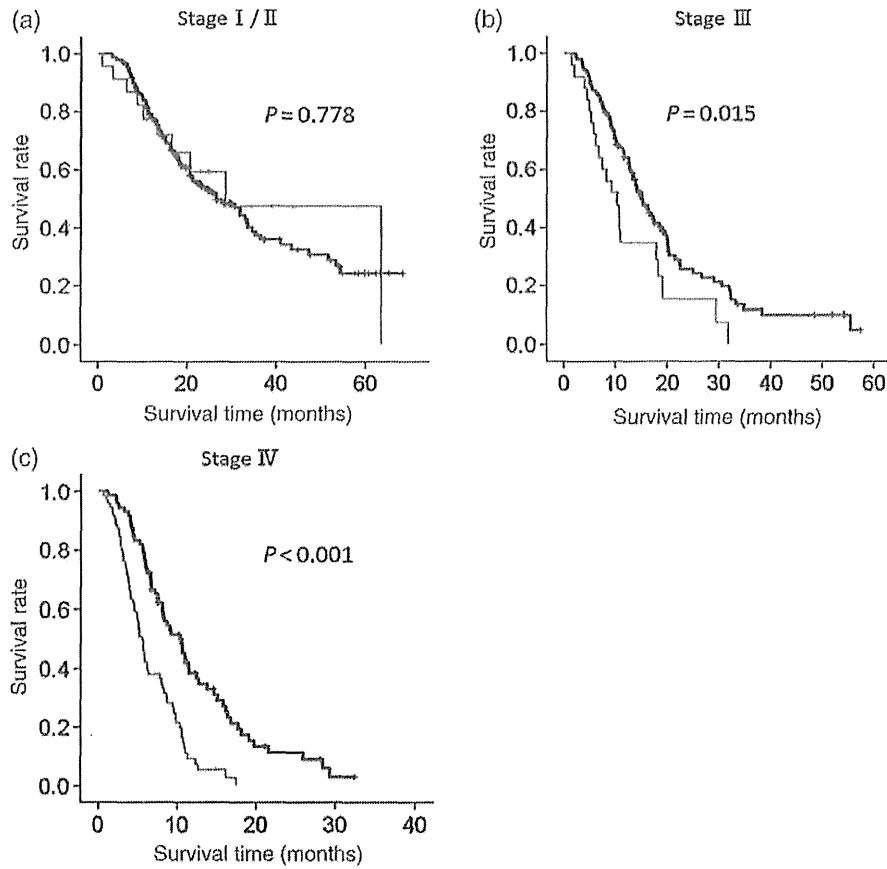 (a) Stage Ⅰ/Ⅱ
P=0.778
Survival rate
1.0
0.8
0.6
0.4
0.2
0.0
0 20 40 60
Survival time (months)
(b) Stage Ⅲ
P=0.015
Survival rate
1.0
0.8
0.6
0.4
0.2
0.0
0 10 20 30 40 50 60
Survival time (months)
(c) Stage Ⅳ
P<0.001
Survival rate
1.0
0.8
0.6
0.4
0.2
0.0
0 10 20 30 40
Survival time (months)